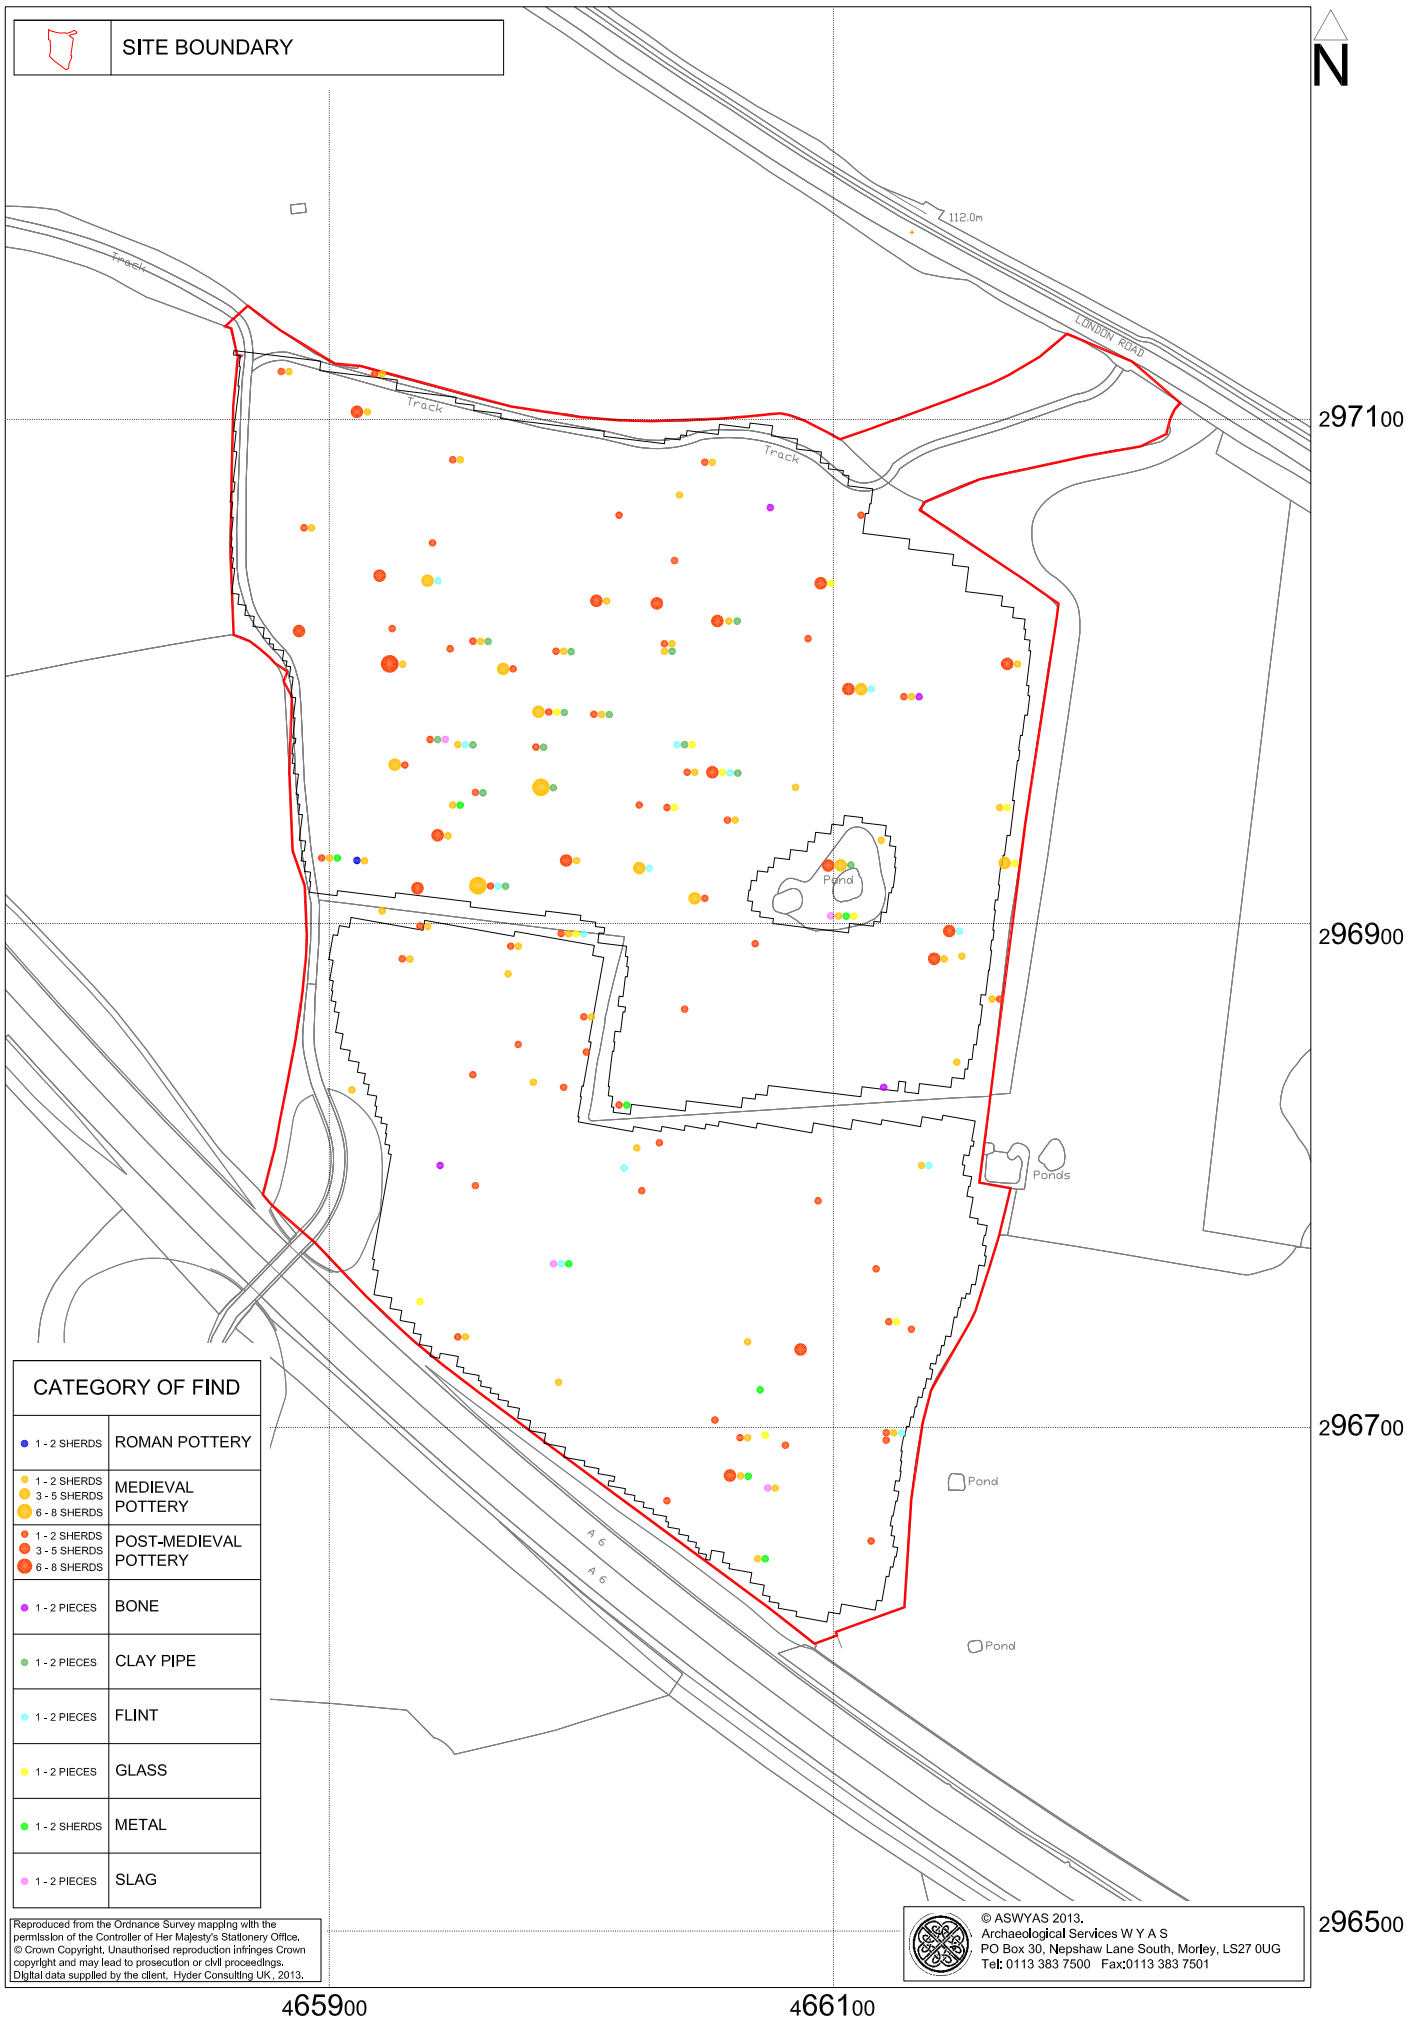 SITE BOUNDARY
N
112.0m
Track
LONDON ROAD
Track
297100
Track
Pond
296900
Ponds
CATEGORY OF FIND
1 - 2 SHERDS ROMAN POTTERY
296700
1 - 2 SHERDS
3 - 5 SHERDS
6 - 8 SHERDS
MEDIEVAL
POTTERY
Pond
1 - 2 SHERDS
3 - 5 SHERDS
6 - 8 SHERDS
POST-MEDIEVAL
POTTERY
A 6
A 6
1 - 2 PIECES BONE
1 - 2 PIECES CLAY PIPE
Pond
1 - 2 PIECES FLINT
1 - 2 PIECES GLASS
1 - 2 SHERDS METAL
1 - 2 PIECES SLAG
Reproduced from the Ordnance Survey mapping with the
permission of the Controller of Her Majesty's Stationery Office.
© Crown Copyright. Unauthorised reproduction infringes Crown
copyright and may lead to prosecution or civil proceedings.
Digital data supplied by the client, Hyder Consulting UK, 2013.
© ASWYAS 2013.
Archaeological Services W Y A S
PO Box 30, Nepshaw Lane South, Morley, LS27 0UG
Tel: 0113 383 7500 Fax:0113 383 7501
296500
465900
466100